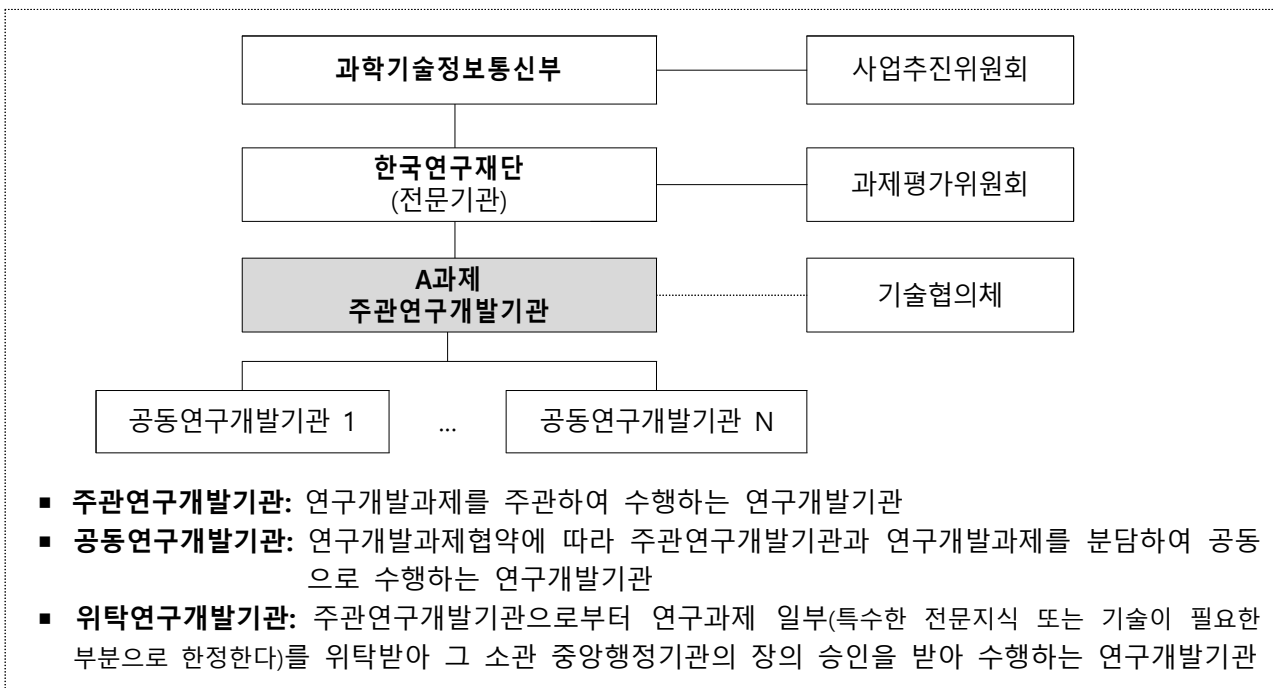 과학기술정보통신부
사업추진위원회
한국연구재단
(전문기관)
과제평가위원회
A과제
주관연구개발기관
기술협의체
공동연구개발기관 1
...
공동연구개발기관 N
▪ 주관연구개발기관: 연구개발과제를 주관하여 수행하는 연구개발기관
▪ 공동연구개발기관: 연구개발과제협약에 따라 주관연구개발기관과 연구개발과제를 분담하여 공동
으로 수행하는 연구개발기관
▪ 위탁연구개발기관: 주관연구개발기관으로부터 연구과제 일부(특수한 전문지식 또는 기술이 필요한
부분으로 한정한다)를 위탁받아 그 소관 중앙행정기관의 장의 승인을 받아 수행하는 연구개발기관